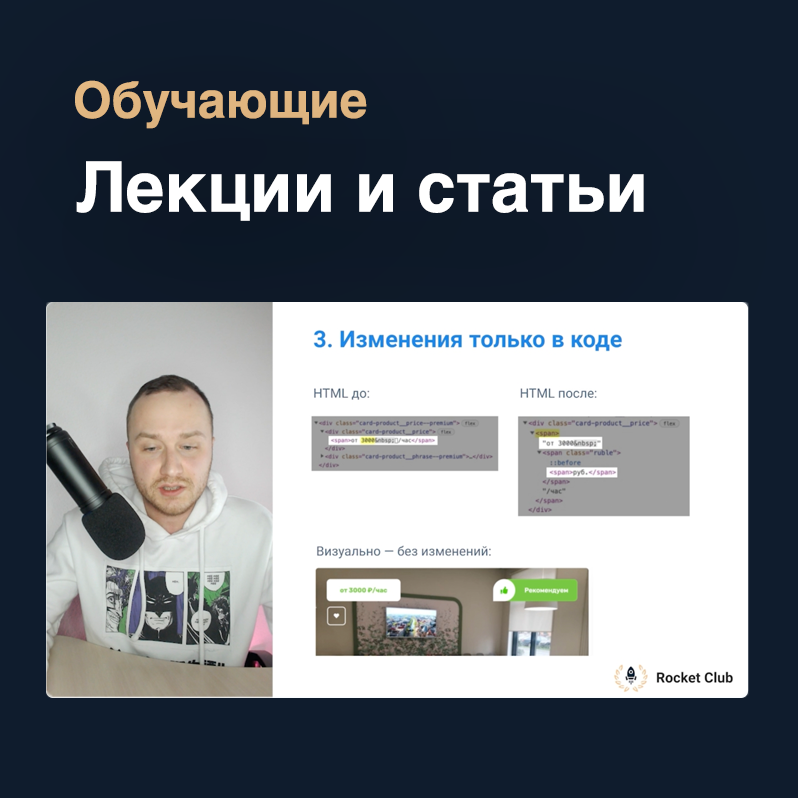 Обучающие
Лекции и статьи
3. Изменения только в коде
HTML до:
HTML после:
<div class="card-product__price--premium"> flex
<div class="card-product__price"> flex
<span>от 3000&nbsp;₽/час</span>
</div>
<div class="card-product__phrase--premium">…</div>
</div>
<div class="card-product__price"> flex
<span>
"от 3000&nbsp;"
<span class="ruble">
::before
<span>руб.</span>
</span>
"/час"
</span>
</div>
Визуально — без изменений:
от 3000 ₽/час
Рекомендуем
Rocket Club